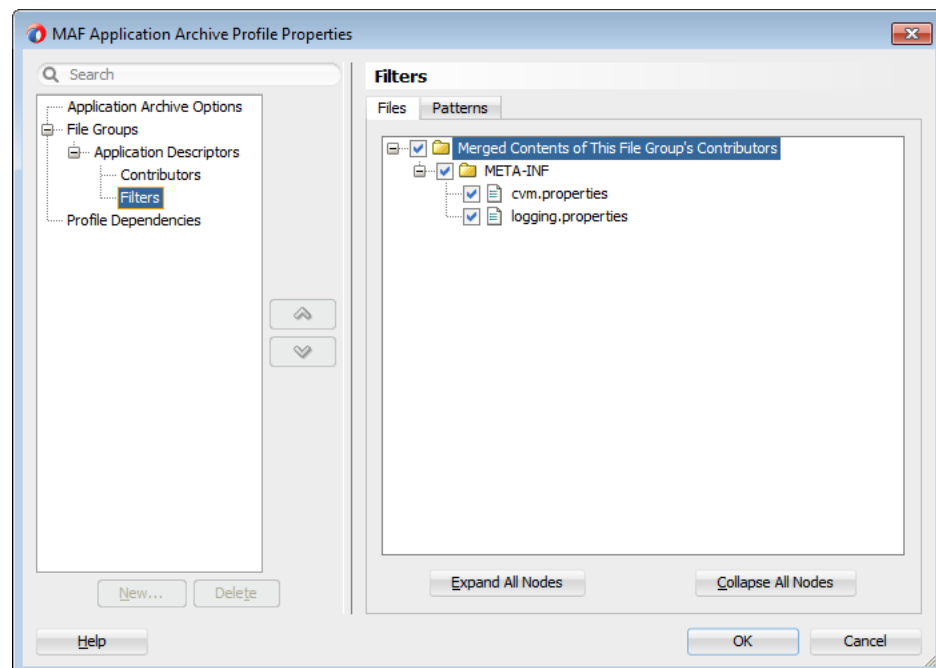 MAF Application Archive Profile Properties
Search
Application Archive Options
File Groups
Application Descriptors
Contributors
Filters
Profile Dependencies
New...
Delete
Filters
Files
Patterns
Merged Contents of This File Group's Contributors
META-INF
cvm.properties
logging.properties
Expand All Nodes
Collapse All Nodes
Help
OK
Cancel